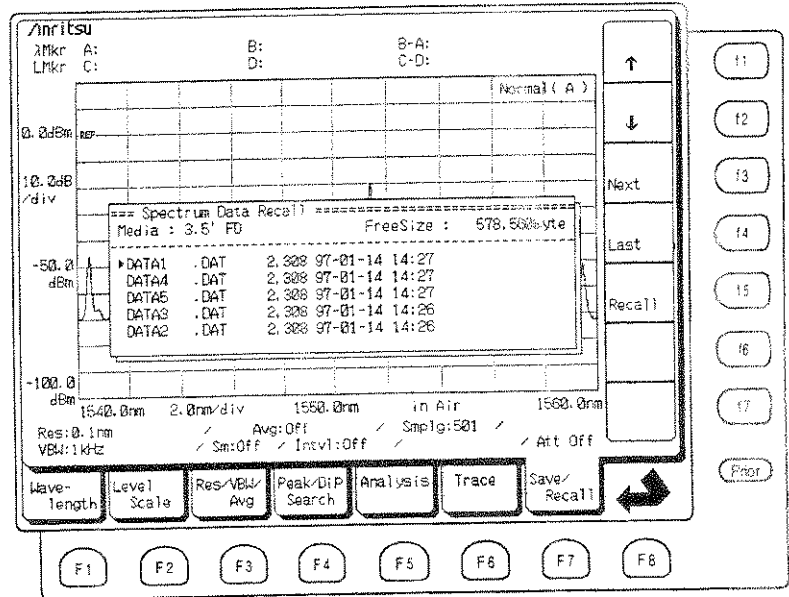 Anritsu
λMkr A: B: B-A:
LMkr C: D: C-D:
Normal( A )
0.0dBm REF
10.0dB
/div
-50.0
dBm
-100.0
dBm
=== Spectrum Data Recall ===
Media : 3.5' FD FreeSize : 578,560byte
DATA1 .DAT 2,308 97-01-14 14:27
DATA4 .DAT 2,308 97-01-14 14:27
DATA5 .DAT 2,308 97-01-14 14:27
DATA3 .DAT 2,308 97-01-14 14:26
DATA2 .DAT 2,308 97-01-14 14:26
1540.0nm 2.0nm/div 1550.0nm in Air 1560.0nm
Res:0.1nm / Avg:Off / Smplg:501 /
VBW:1kHz / Sm:Off / Intvl:Off / / Att Off
↑
↓
Next
Last
Recall
f1
f2
f3
f4
f5
f6
f7
Prior
Wave-
length
Level
Scale
Res/VBW/
Avg
Peak/Dip
Search
Analysis
Trace
Save/
Recall
F1
F2
F3
F4
F5
F6
F7
F8